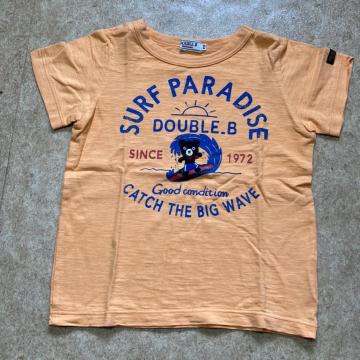 SURF PARADISE
DOUBLE.B
SINCE 1972
Good condition
CATCH THE BIG WAVE